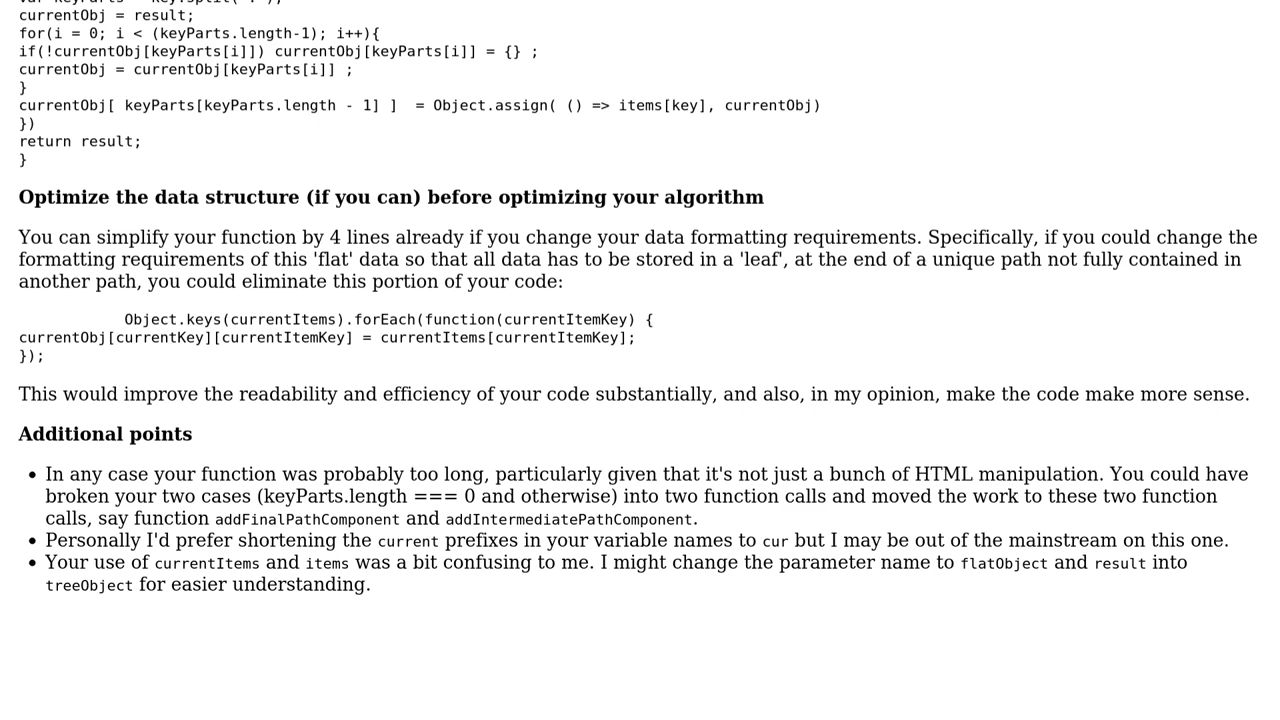 currentObj = result;
for(i = 0; i < (keyParts.length-1); i++){
if(!currentObj[keyParts[i]]) currentObj[keyParts[i]] = {} ;
currentObj = currentObj[keyParts[i]] ;
}
currentObj[ keyParts[keyParts.length - 1] ]  = Object.assign( () => items[key], currentObj)
})
return result;
}
Optimize the data structure (if you can) before optimizing your algorithm
You can simplify your function by 4 lines already if you change your data formatting requirements. Specifically, if you could change the
formatting requirements of this 'flat' data so that all data has to be stored in a 'leaf', at the end of a unique path not fully contained in
another path, you could eliminate this portion of your code:
Object.keys(currentItems).forEach(function(currentItemKey) {
currentObj[currentKey][currentItemKey] = currentItems[currentItemKey];
});
This would improve the readability and efficiency of your code substantially, and also, in my opinion, make the code make more sense.
Additional points
• In any case your function was probably too long, particularly given that it's not just a bunch of HTML manipulation. You could have
broken your two cases (keyParts.length === 0 and otherwise) into two function calls and moved the work to these two function
calls, say function addFinalPathComponent and addIntermediatePathComponent.
• Personally I'd prefer shortening the current prefixes in your variable names to cur but I may be out of the mainstream on this one.
• Your use of currentItems and items was a bit confusing to me. I might change the parameter name to flatObject and result into
treeObject for easier understanding.